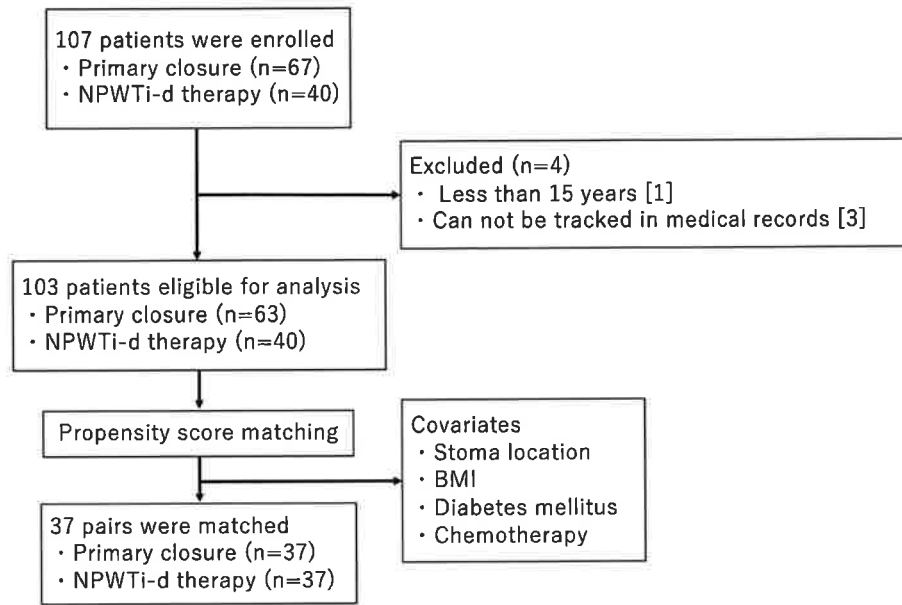 107 patients were enrolled
・Primary closure (n=67)
・NPWTi-d therapy (n=40)
Excluded (n=4)
・ Less than 15 years [1]
・Can not be tracked in medical records [3]
103 patients eligible for analysis
・Primary closure (n=63)
・NPWTi-d therapy (n=40)
Propensity score matching
Covariates
・Stoma location
・BMI
・Diabetes mellitus
・Chemotherapy
37 pairs were matched
・Primary closure (n=37)
・NPWTi-d therapy (n=37)